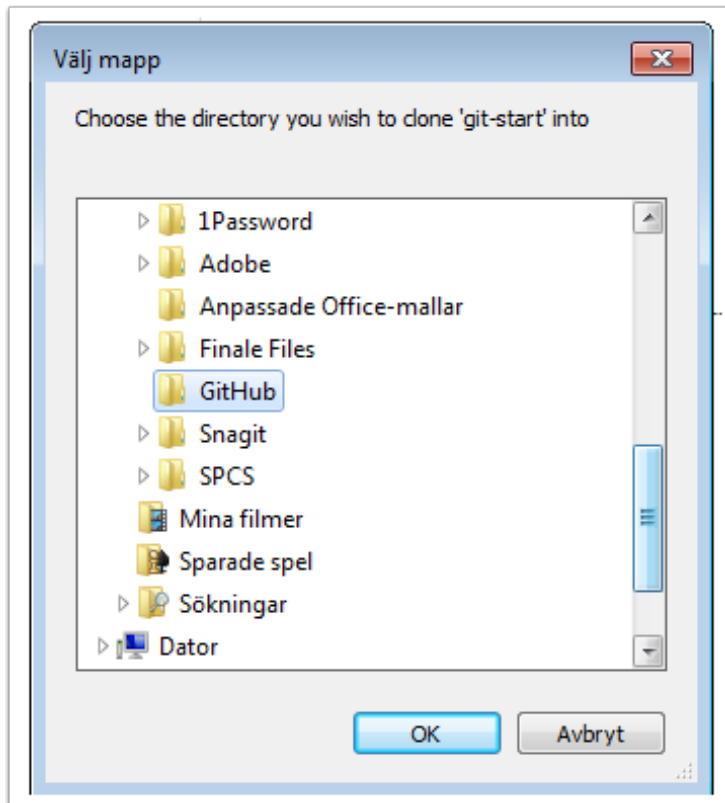 Välj mapp
Choose the directory you wish to clone 'git-start' into
1Password
Adobe
Anpassade Office-mallar
Finale Files
GitHub
Snagit
SPCS
Mina filmer
Sparade spel
Sökningar
Dator
OK Avbryt